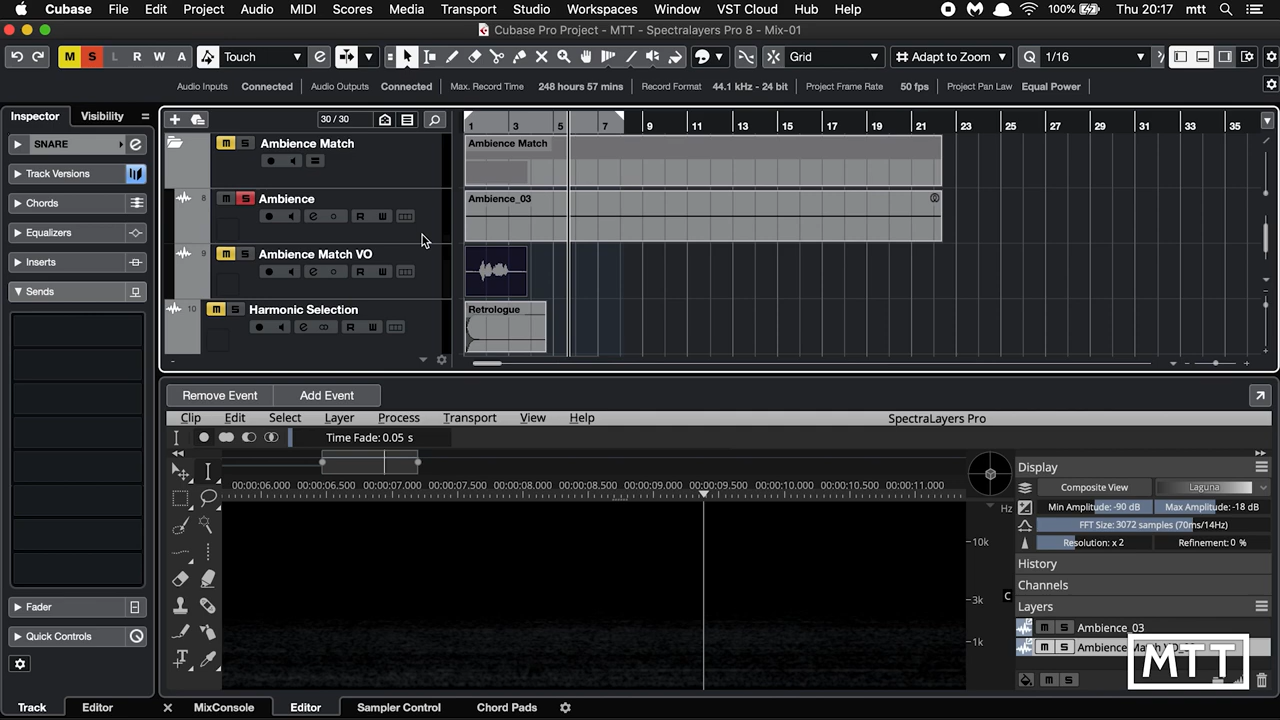 Cubase File Edit Project Audio MIDI Scores Media Transport Studio Workspaces Window VST Cloud Hub Help 100% Thu 20:17 mtt
Cubase Pro Project - MTT - Spectralayers Pro 8 - Mix-01
M S L R W A Touch Grid Adapt to Zoom Q 1/16
Audio Inputs Connected Audio Outputs Connected Max. Record Time 248 hours 57 mins Record Format 44.1 kHz - 24 bit Project Frame Rate 50 fps Project Pan Law Equal Power
Inspector Visibility 30 / 30 1 3 5 7 9 11 13 15 17 19 21 23 25 27 29 31 33 35
SNARE m S Ambience Match Ambience Match
Track Versions
Chords 8 m S Ambience Ambience_03
R W
Equalizers
Inserts 9 m S Ambience Match VO
R W
Sends
10 m S Harmonic Selection Retrologue
R W
Remove Event Add Event
Clip Edit Select Layer Process Transport View Help SpectraLayers Pro
Time Fade: 0.05 s
Display
00:00:06.000 00:00:06.500 00:00:07.000 00:00:07.500 00:00:08.000 00:00:08.500 00:00:09.000 00:00:09.500 00:00:10.000 00:00:10.500 00:00:11.000
Composite View Laguna
Hz Min Amplitude: -90 dB Max Amplitude: -18 dB
FFT Size: 3072 samples (70ms/14Hz)
10k Resolution: x 2 Refinement: 0 %
History
Channels
3k C
Fader Layers
Quick Controls 1k M S Ambience_03
M S Ambience Match
MTT
M S
Track Editor MixConsole Editor Sampler Control Chord Pads